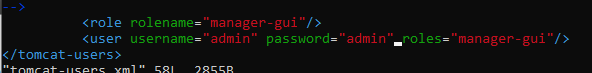 -->
<role rolename="manager-gui"/>
<user username="admin" password="admin" roles="manager-gui"/>
</tomcat-users>
"tomcat-users.xml" 58L, 2855B